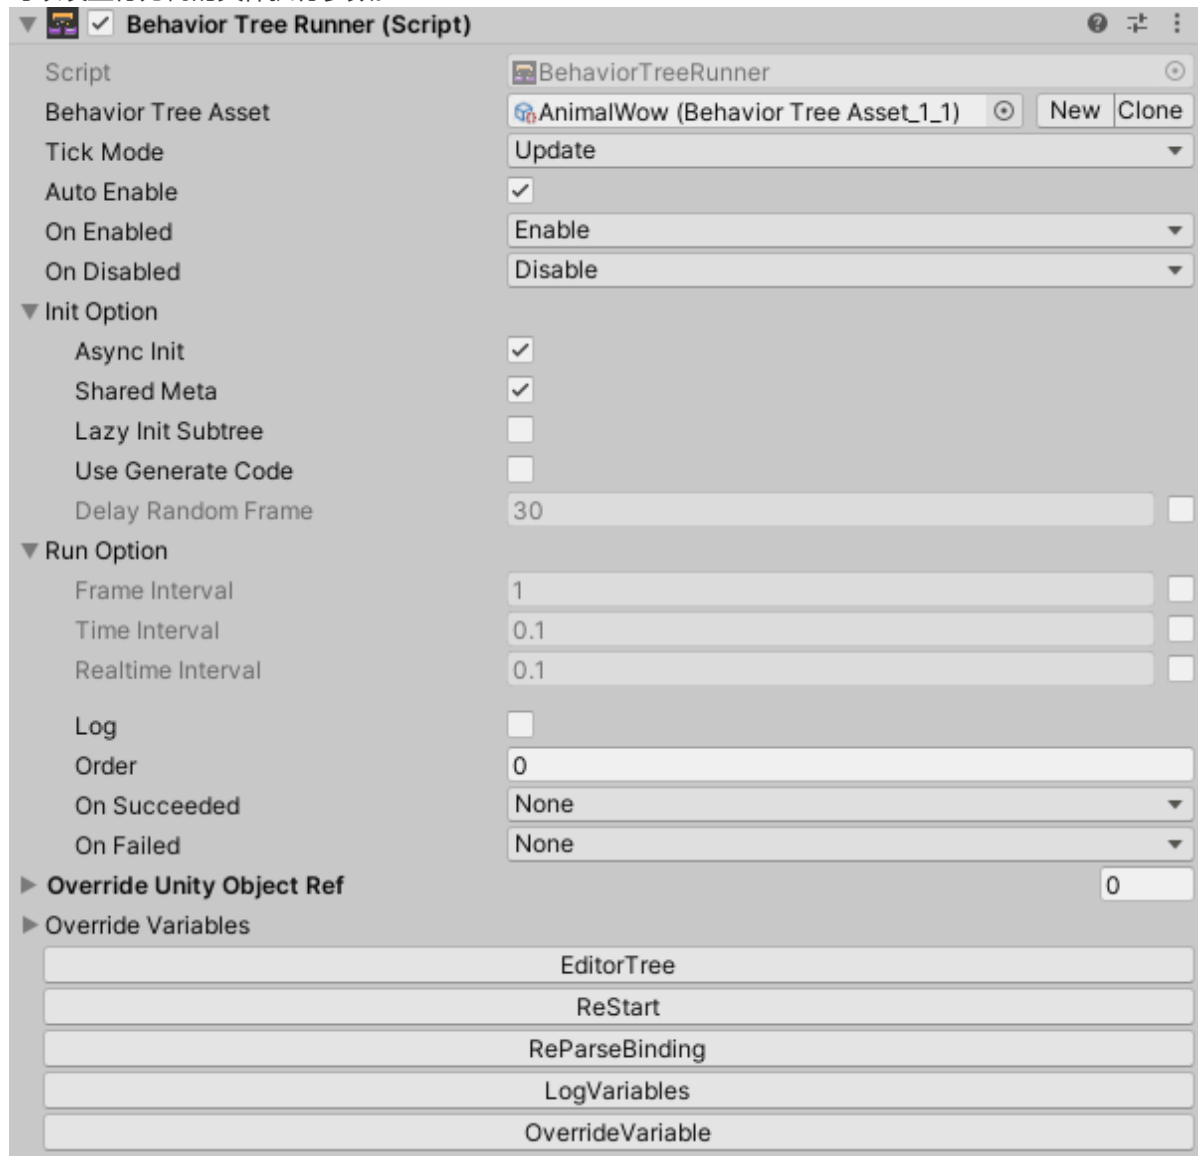 Behavior Tree Runner (Script)
Script BehaviorTreeRunner
Behavior Tree Asset AnimalWow (Behavior Tree Asset_1_1) New Clone
Tick Mode Update
Auto Enable
On Enabled Enable
On Disabled Disable
Init Option
Async Init
Shared Meta
Lazy Init Subtree
Use Generate Code
Delay Random Frame 30
Run Option
Frame Interval 1
Time Interval 0.1
Realtime Interval 0.1
Log
Order 0
On Succeeded None
On Failed None
Override Unity Object Ref 0
Override Variables
EditorTree
ReStart
ReParseBinding
LogVariables
OverrideVariable